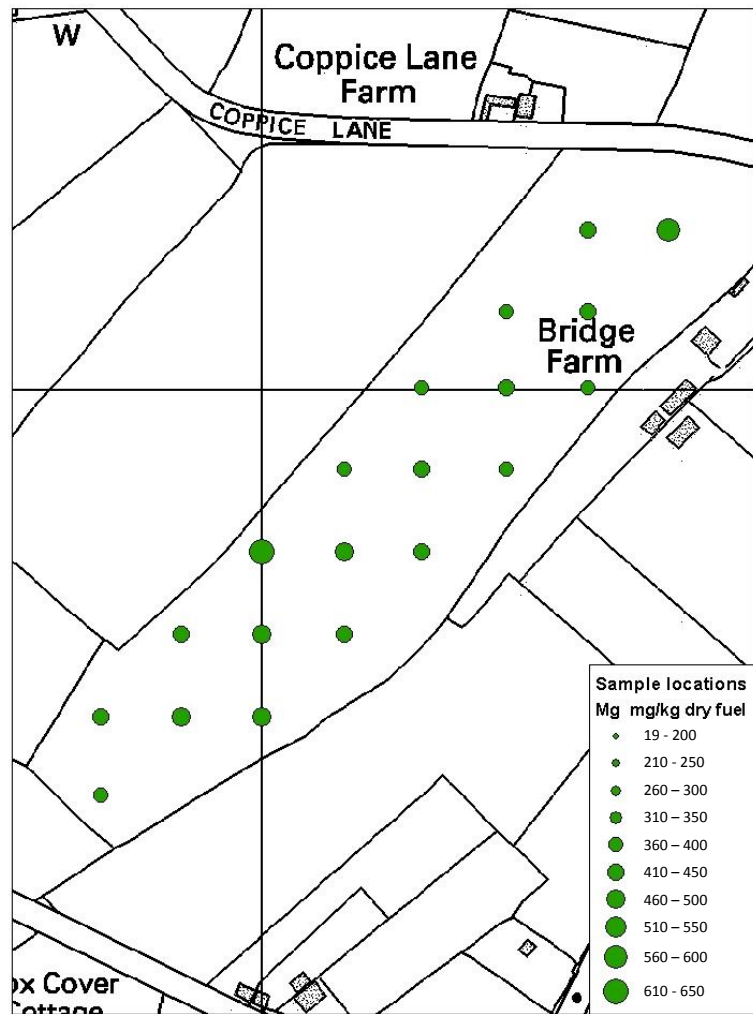 W
Coppice Lane
Farm
COPPICE LANE
Bridge
Farm
Sample locations
Mg mg/kg dry fuel
19 - 200
210 - 250
260 – 300
310 – 350
360 – 400
410 – 450
460 – 500
510 – 550
560 – 600
610 - 650
ox Cover
Cottage